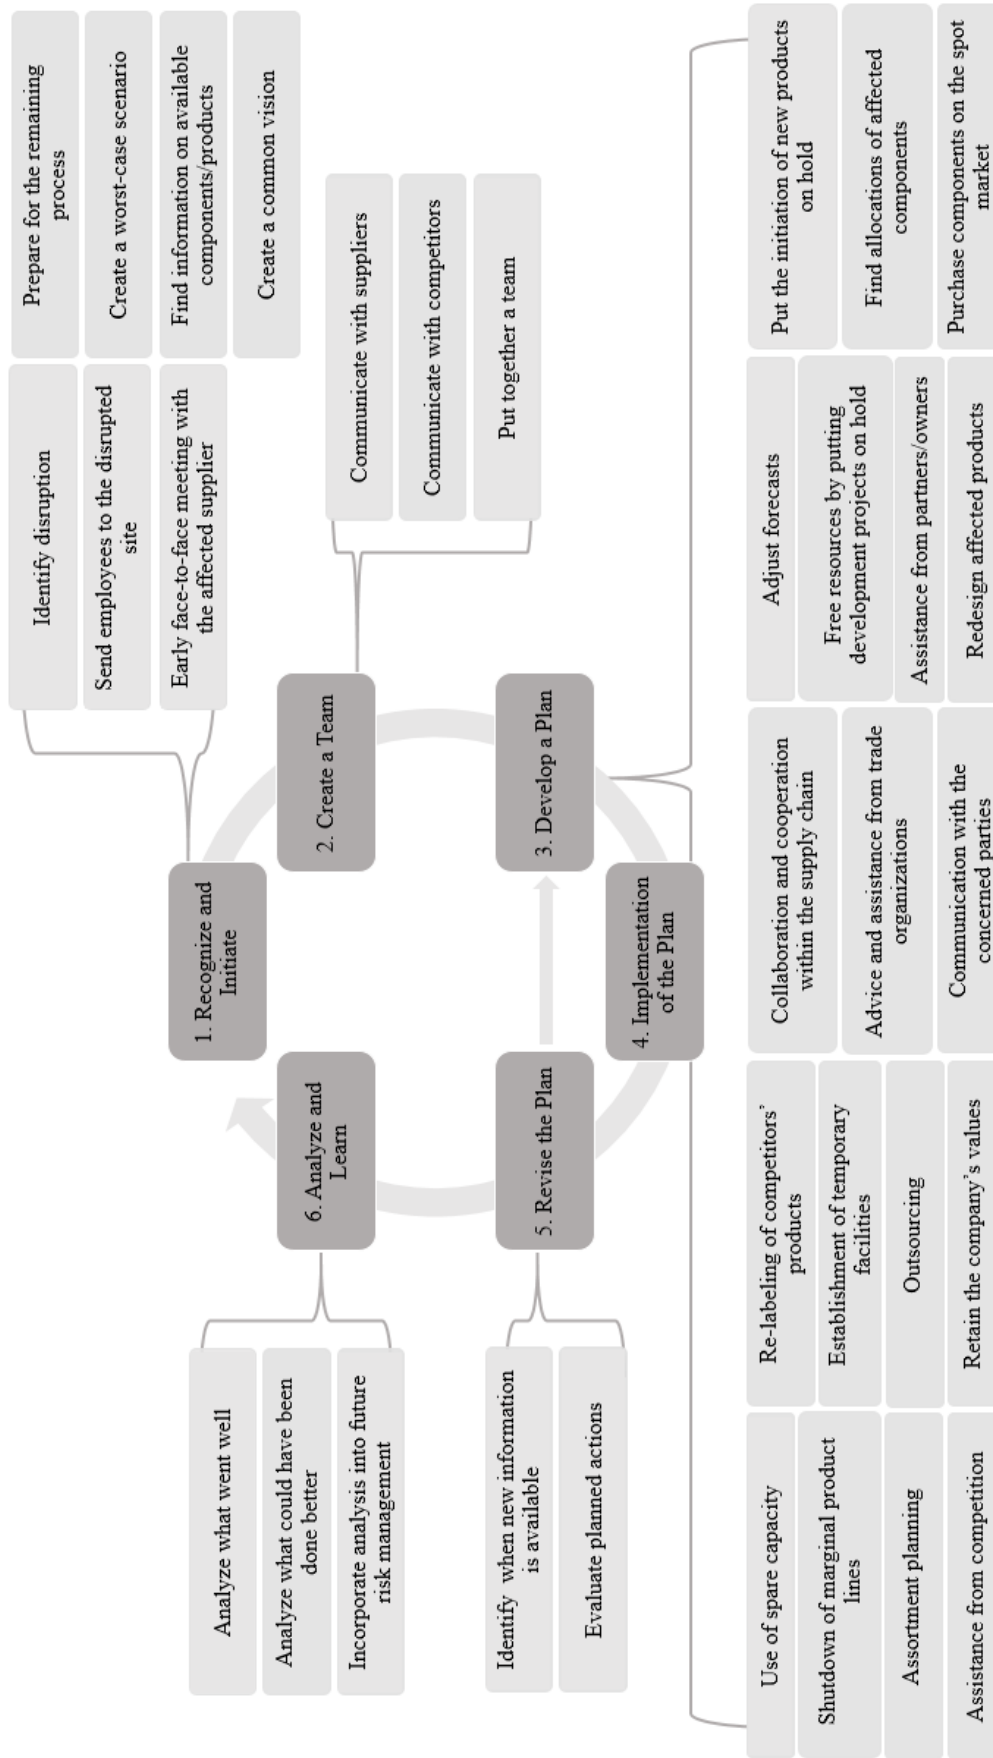 Identify disruption
Send employees to the disrupted
site
Early face-to-face meeting with
the affected supplier
Prepare for the remaining
process
Create a worst-case scenario
Find information on available
components/products
Create a common vision
1. Recognize and
Initiate
2. Create a Team
Communicate with suppliers
Communicate with competitors
Put together a team
3. Develop a Plan
4. Implementation
of the Plan
5. Revise the Plan
6. Analyze and
Learn
Analyze what went well
Analyze what could have been
done better
Incorporate analysis into future
risk management
Identify when new information
is available
Evaluate planned actions
Use of spare capacity
Shutdown of marginal product
lines
Assortment planning
Assistance from competition
Re-labeling of competitors’
products
Establishment of temporary
facilities
Outsourcing
Retain the company’s values
Collaboration and cooperation
within the supply chain
Advice and assistance from trade
organizations
Communication with the
concerned parties
Adjust forecasts
Free resources by putting
development projects on hold
Assistance from partners/owners
Redesign affected products
Put the initiation of new products
on hold
Find allocations of affected
components
Purchase components on the spot
market